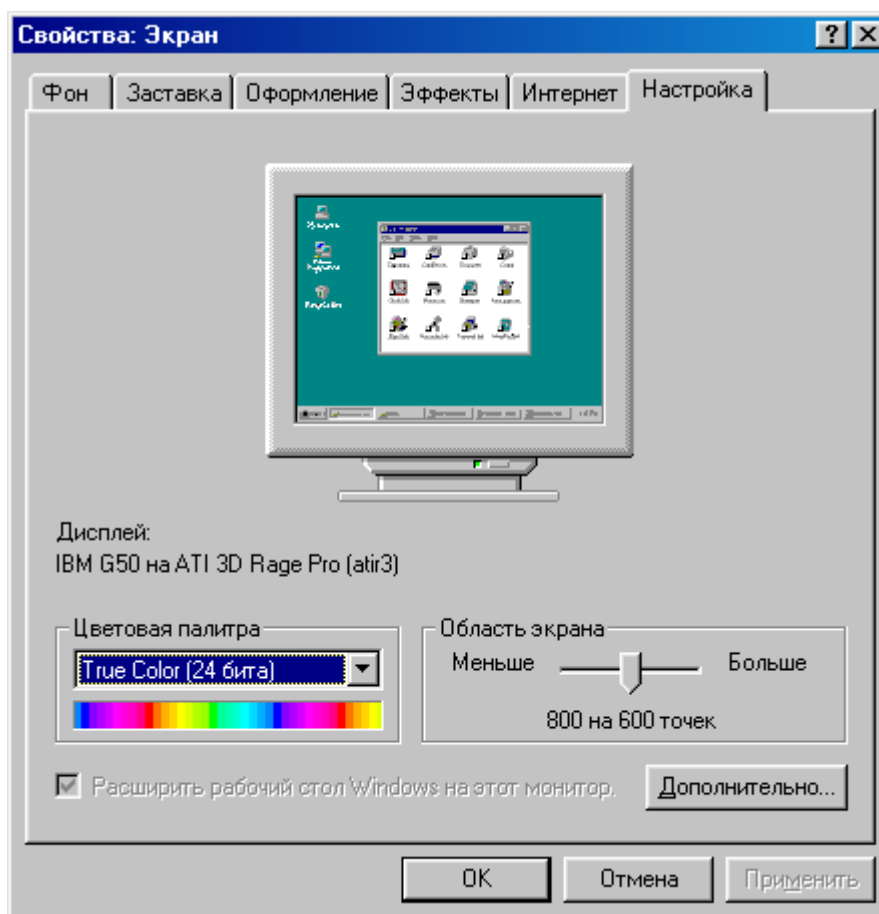 Свойства: Экран
Фон Заставка Оформление Эффекты Интернет Настройка
Дисплей:
IBM G50 на ATI 3D Rage Pro (atir3)
Цветовая палитра
True Color (24 бита)
Область экрана
Меньше Больше
800 на 600 точек
Расширить рабочий стол Windows на этот монитор.
Дополнительно...
OK Отмена Применить